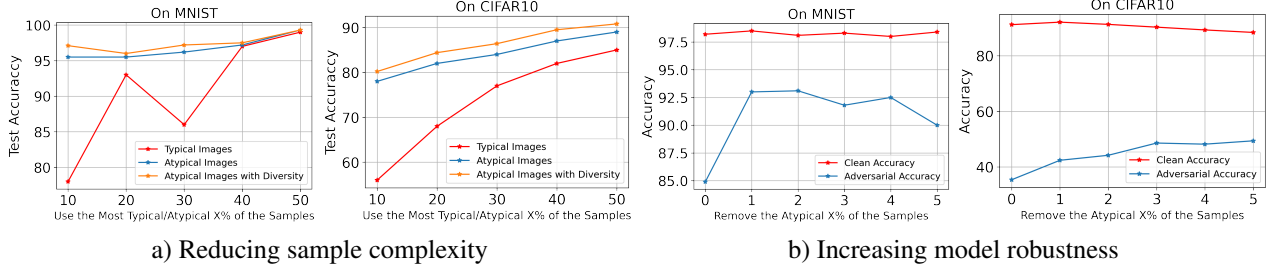 On MNIST
100
95
90
85
80
Test Accuraccy
10 20 30 40 50
Use the Most Typical/Atypical X% of the Samples
Typical Images
Atypical Images
Atypical Images with Diversity
On CIFAR10
90
80
70
60
Test Accuracy
10 20 30 40 50
Use the Most Typical/Atypical X% of the Samples
Typical Images
Atypical Images
Atypical Images with Diversity
a) Reducing sample complexity
On MNIST
97.5
95.0
92.5
90.0
87.5
85.0
Accuracy
0 1 2 3 4 5
Remove the Atypical X% of the Samples
Clean Accuracy
Adversarial Accuracy
On CIFAR10
80
60
40
Accuracy
0 1 2 3 4 5
Remove the Atypical X% of the Samples
Clean Accuracy
Adversarial Accuracy
b) Increasing model robustness